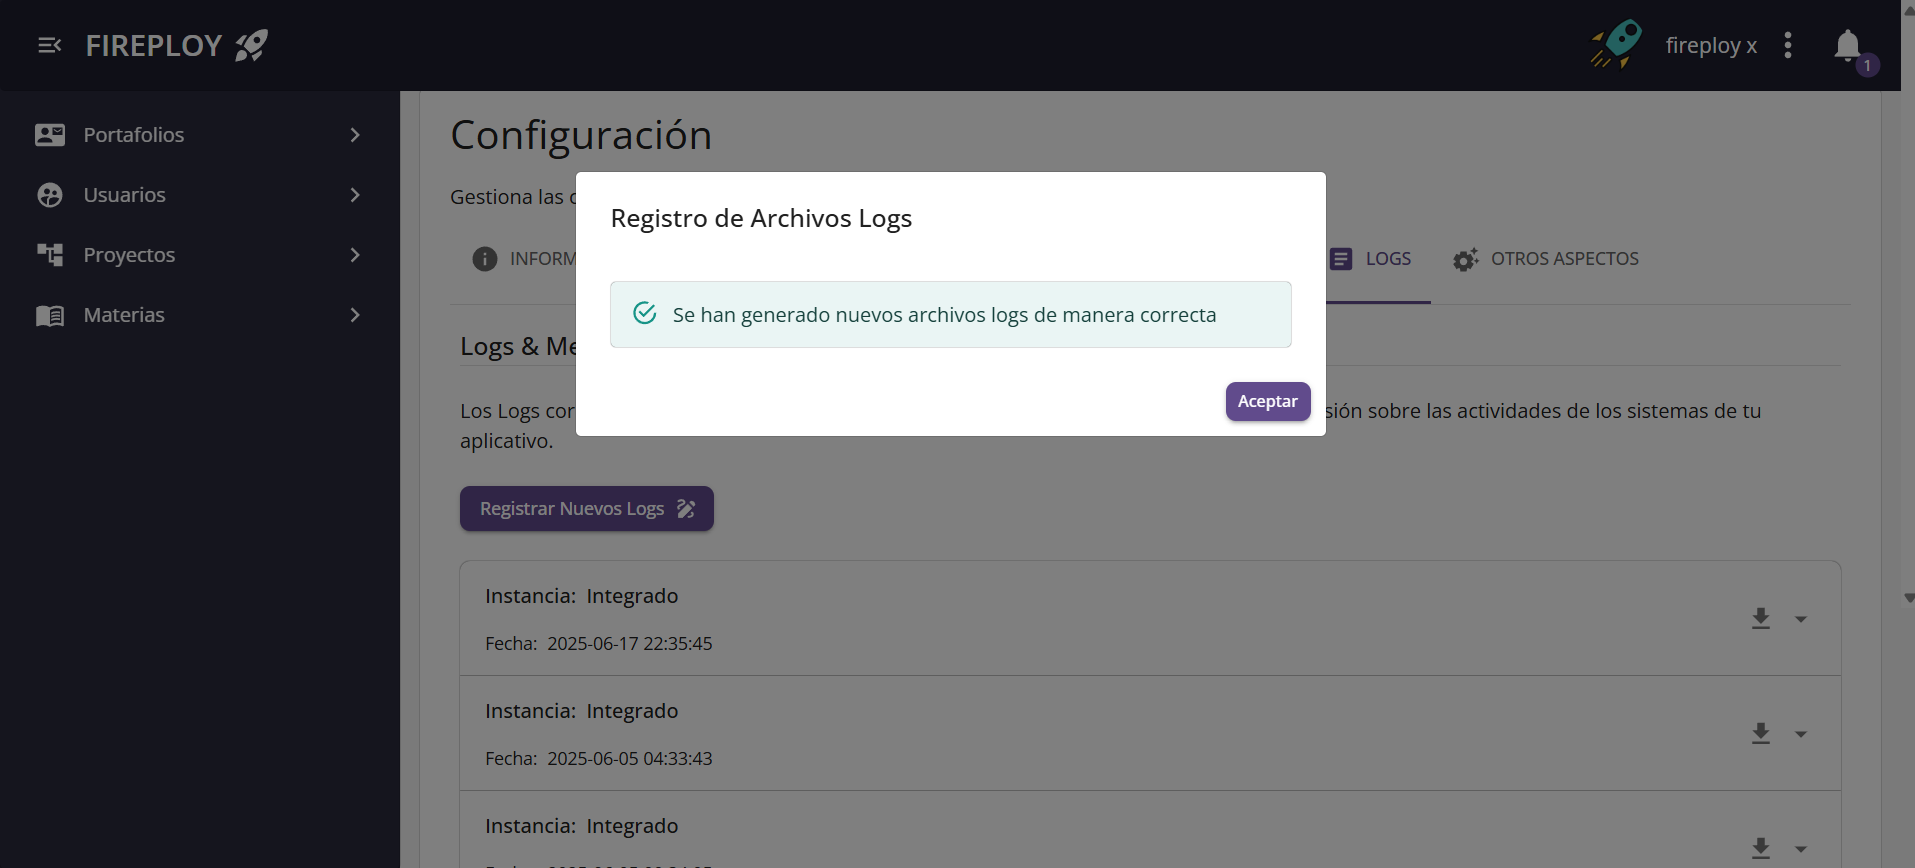 FIREPLOY
fireploy x
1
Portafolios
Usuarios
Proyectos
Materias
Configuración
Gestiona las
INFORM
LOGS
OTROS ASPECTOS
Registro de Archivos Logs
Se han generado nuevos archivos logs de manera correcta
Aceptar
Logs & Me
Los Logs cor
sión sobre las actividades de los sistemas de tu
aplicativo.
Registrar Nuevos Logs
Instancia: Integrado
Fecha: 2025-06-17 22:35:45
Instancia: Integrado
Fecha: 2025-06-05 04:33:43
Instancia: Integrado